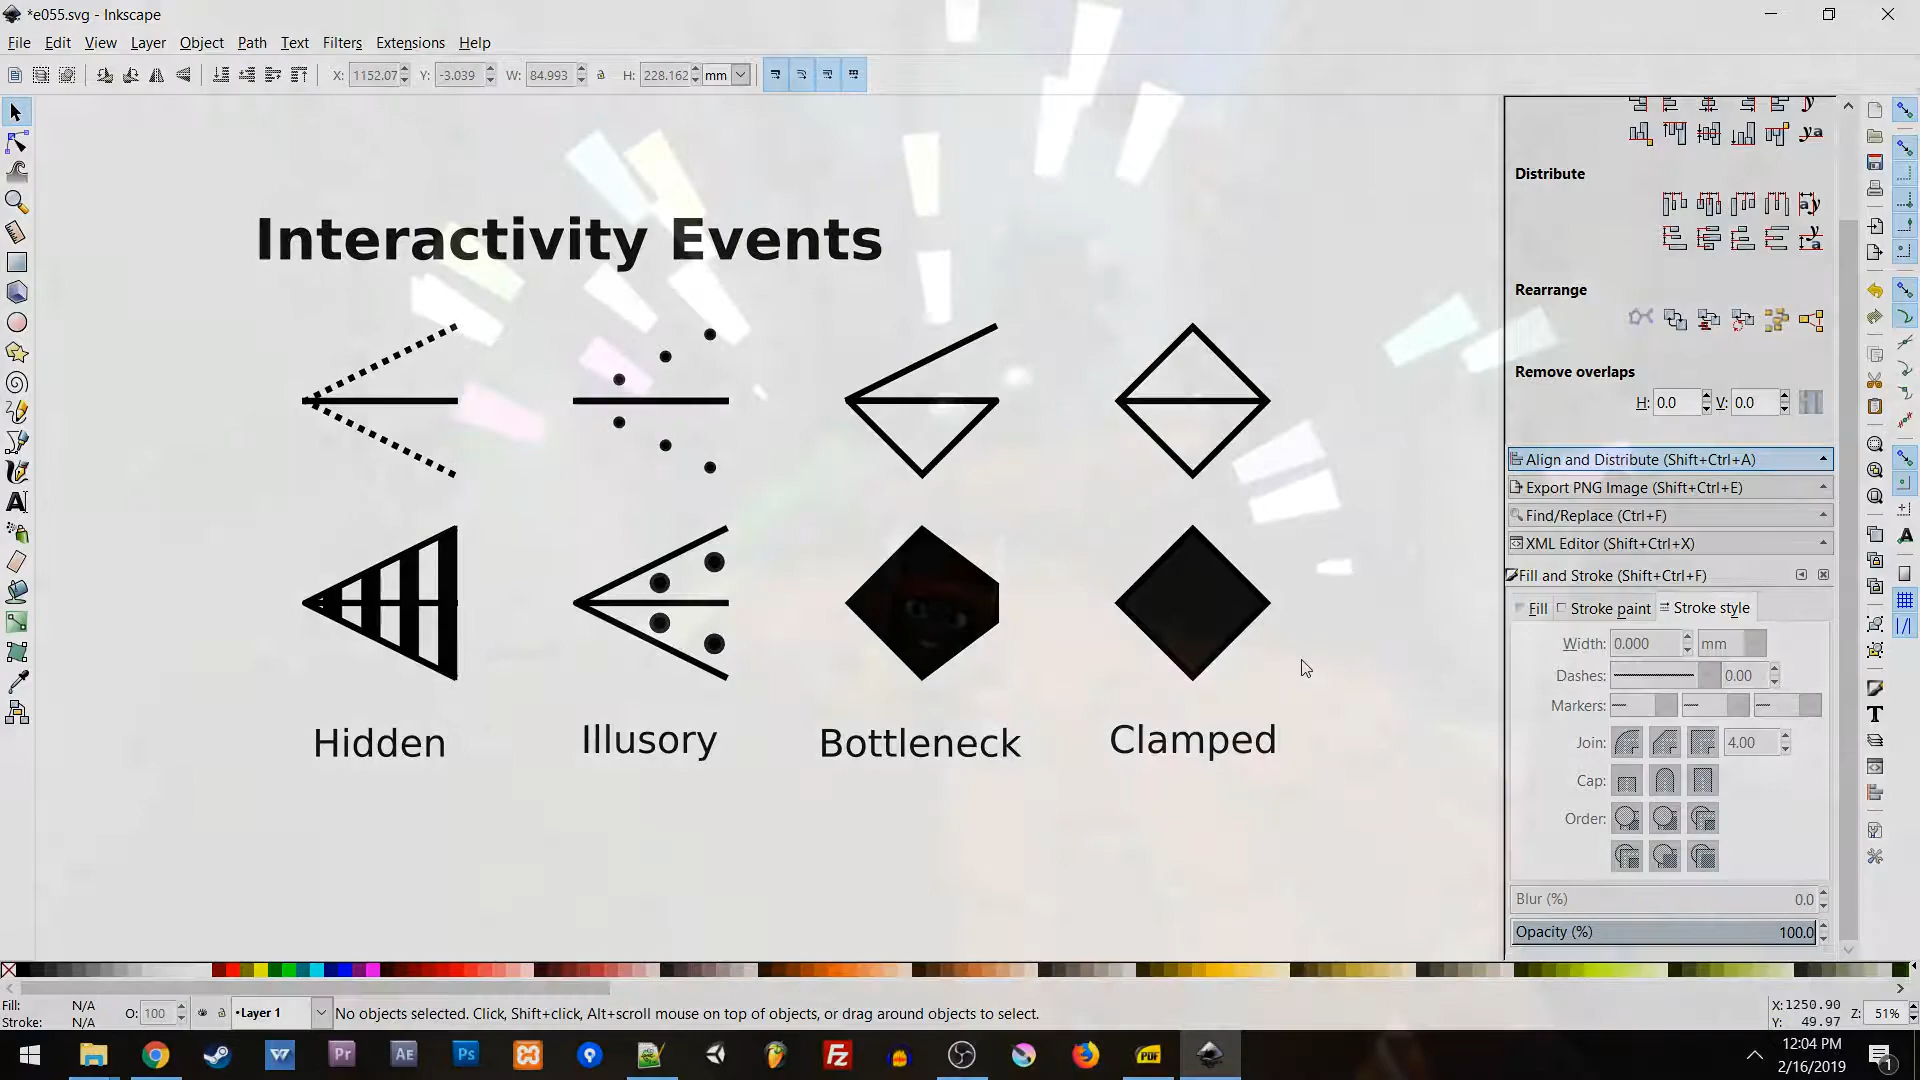 *e055.svg - Inkscape
File Edit View Layer Object Path Text Filters Extensions Help
X: 1152.07 Y: -3.039 W: 84.993 H: 228.162 mm
Distribute
Rearrange
Remove overlaps
H: 0.0 V: 0.0
Align and Distribute (Shift+Ctrl+A)
Export PNG Image (Shift+Ctrl+E)
Find/Replace (Ctrl+F)
XML Editor (Shift+Ctrl+X)
Fill and Stroke (Shift+Ctrl+F)
Fill Stroke paint Stroke style
Width: 0.000 mm
Dashes: 0.00
Markers:
Join: 4.00
Cap:
Order:
Blur (%) 0.0
Opacity (%) 100.0
Interactivity Events
Hidden Illusory Bottleneck Clamped
Fill: N/A
Stroke: N/A
O: 100
•Layer 1
No objects selected. Click, Shift+click, Alt+scroll mouse on top of objects, or drag around objects to select.
X: 1250.90
Y: 49.97
Z: 51%
Pr AE Ps Fz PDF
12:04 PM
2/16/2019
1